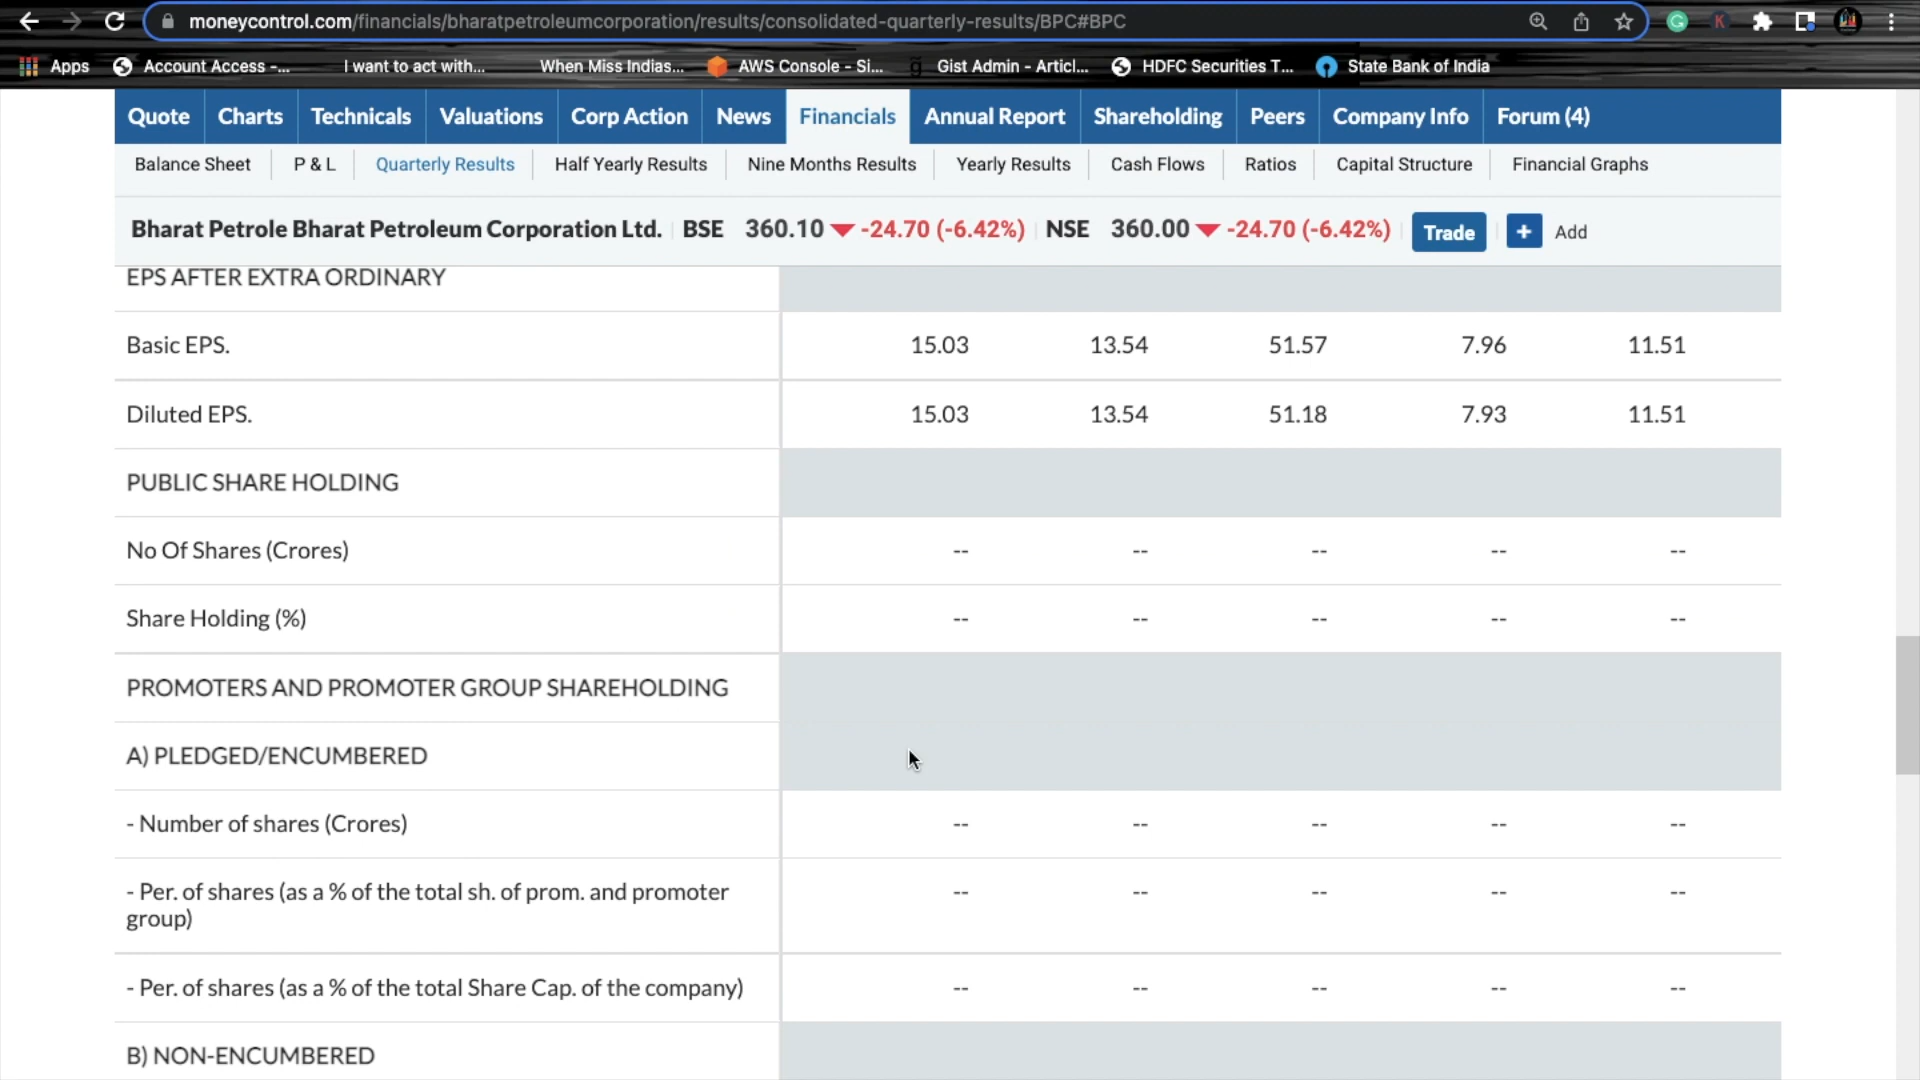 moneycontrol.com/financials/bharatpetroleumcorporation/results/consolidated-quarterly-results/BPC#BPC
Apps Account Access -... I want to act with... When Miss Indias... AWS Console - Si... Gist Admin - Articl... HDFC Securities T... State Bank of India
Quote Charts Technicals Valuations Corp Action News Financials Annual Report Shareholding Peers Company Info Forum (4)
Balance Sheet P & L Quarterly Results Half Yearly Results Nine Months Results Yearly Results Cash Flows Ratios Capital Structure Financial Graphs
Bharat Petrole Bharat Petroleum Corporation Ltd. BSE 360.10 -24.70 (-6.42%) NSE 360.00 -24.70 (-6.42%) Trade + Add
EPS AFTER EXTRA ORDINARY
Basic EPS. 15.03 13.54 51.57 7.96 11.51
Diluted EPS. 15.03 13.54 51.18 7.93 11.51
PUBLIC SHARE HOLDING
No Of Shares (Crores) -- -- -- -- --
Share Holding (%) -- -- -- -- --
PROMOTERS AND PROMOTER GROUP SHAREHOLDING
A) PLEDGED/ENCUMBERED
- Number of shares (Crores) -- -- -- -- --
- Per. of shares (as a % of the total sh. of prom. and promoter -- -- -- -- --
group)
- Per. of shares (as a % of the total Share Cap. of the company) -- -- -- -- --
B) NON-ENCUMBERED